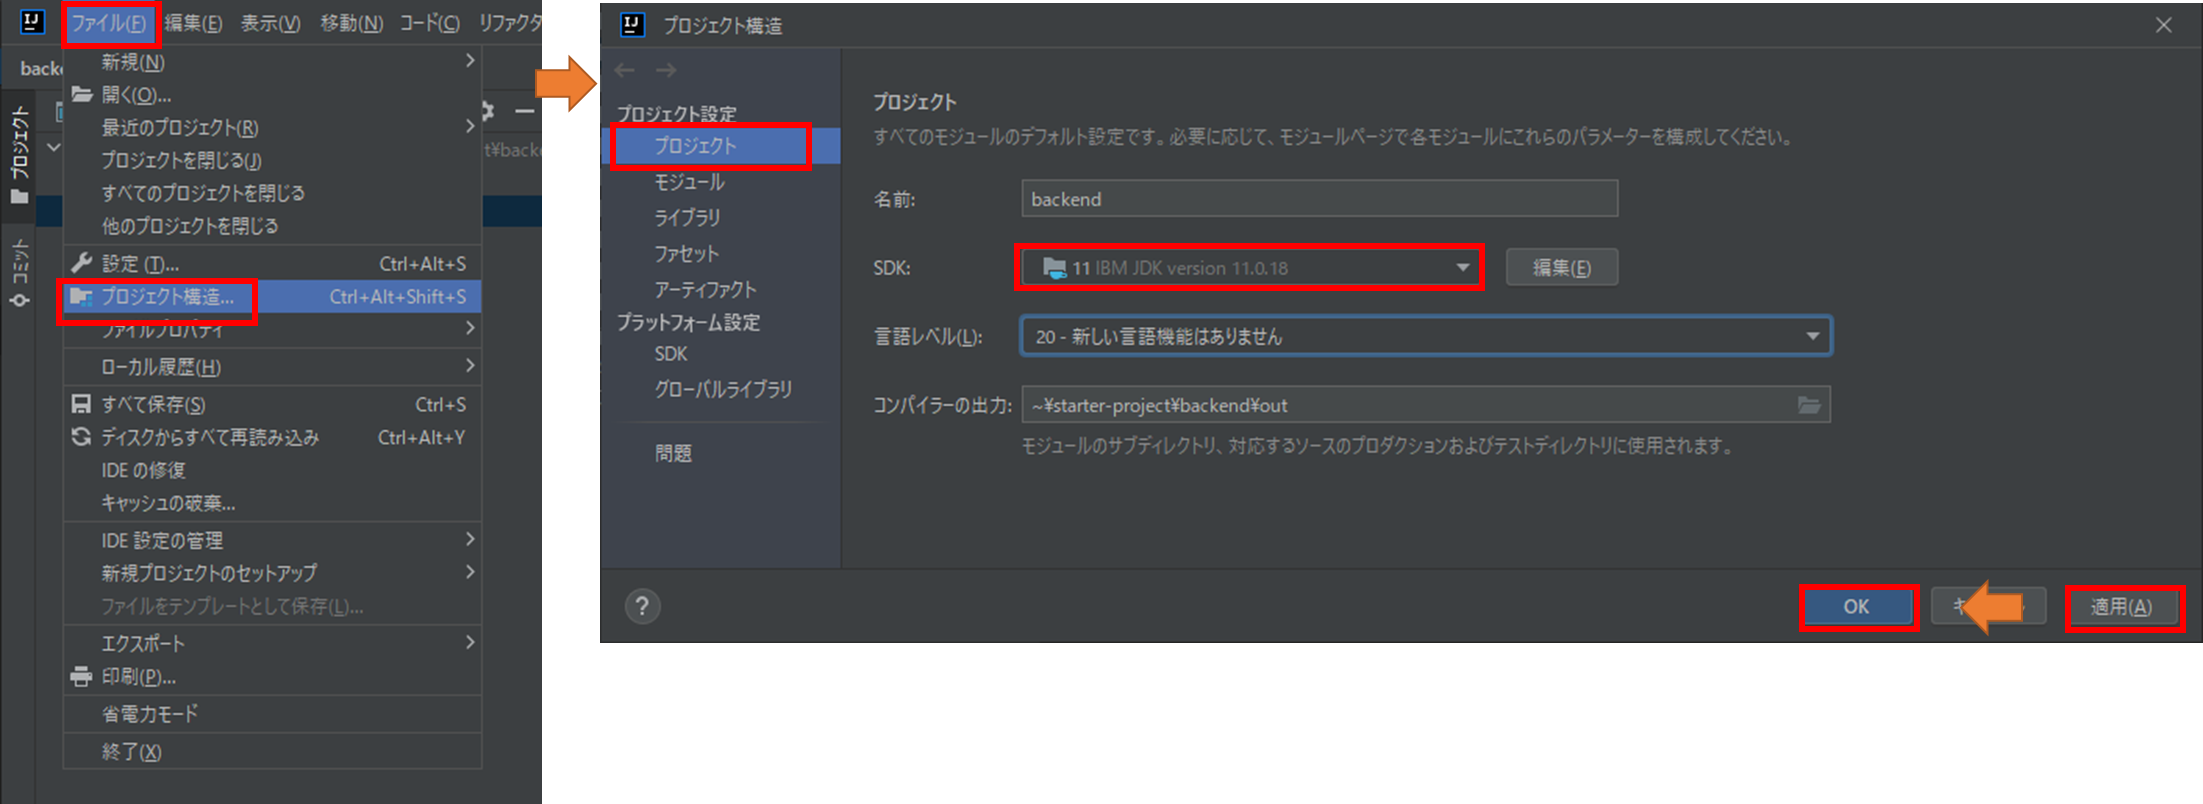 IJ
ファイル(F) 編集(E) 表示(V) 移動(N) コード(C) リファクタ
backe
プロジェクト
コミット
t¥backe
新規(N)
開く(O)...
最近のプロジェクト(R)
プロジェクトを閉じる(J)
すべてのプロジェクトを閉じる
他のプロジェクトを閉じる
設定 (T)... Ctrl+Alt+S
プロジェクト構造... Ctrl+Alt+Shift+S
ファイルプロパティ
ローカル履歴(H)
すべて保存(S) Ctrl+S
ディスクからすべて再読み込み Ctrl+Alt+Y
IDE の修復
キャッシュの破棄...
IDE 設定の管理
新規プロジェクトのセットアップ
ファイルをテンプレートとして保存(L)...
エクスポート
印刷(P)...
省電力モード
終了(X)
IJ プロジェクト構造
プロジェクト設定
プロジェクト
モジュール
ライブラリ
ファセット
アーティファクト
プラットフォーム設定
SDK
グローバルライブラリ
問題
プロジェクト
すべてのモジュールのデフォルト設定です。必要に応じて、モジュールページで各モジュールにこれらのパラメーターを構成してください。
名前: backend
SDK: 11 IBM JDK version 11.0.18 編集(E)
言語レベル(L): 20 - 新しい言語機能はありません
コンパイラーの出力: ~¥starter-project¥backend¥out
モジュールのサブディレクトリ、対応するソースのプロダクションおよびテストディレクトリに使用されます。
? OK キ 適用(A)